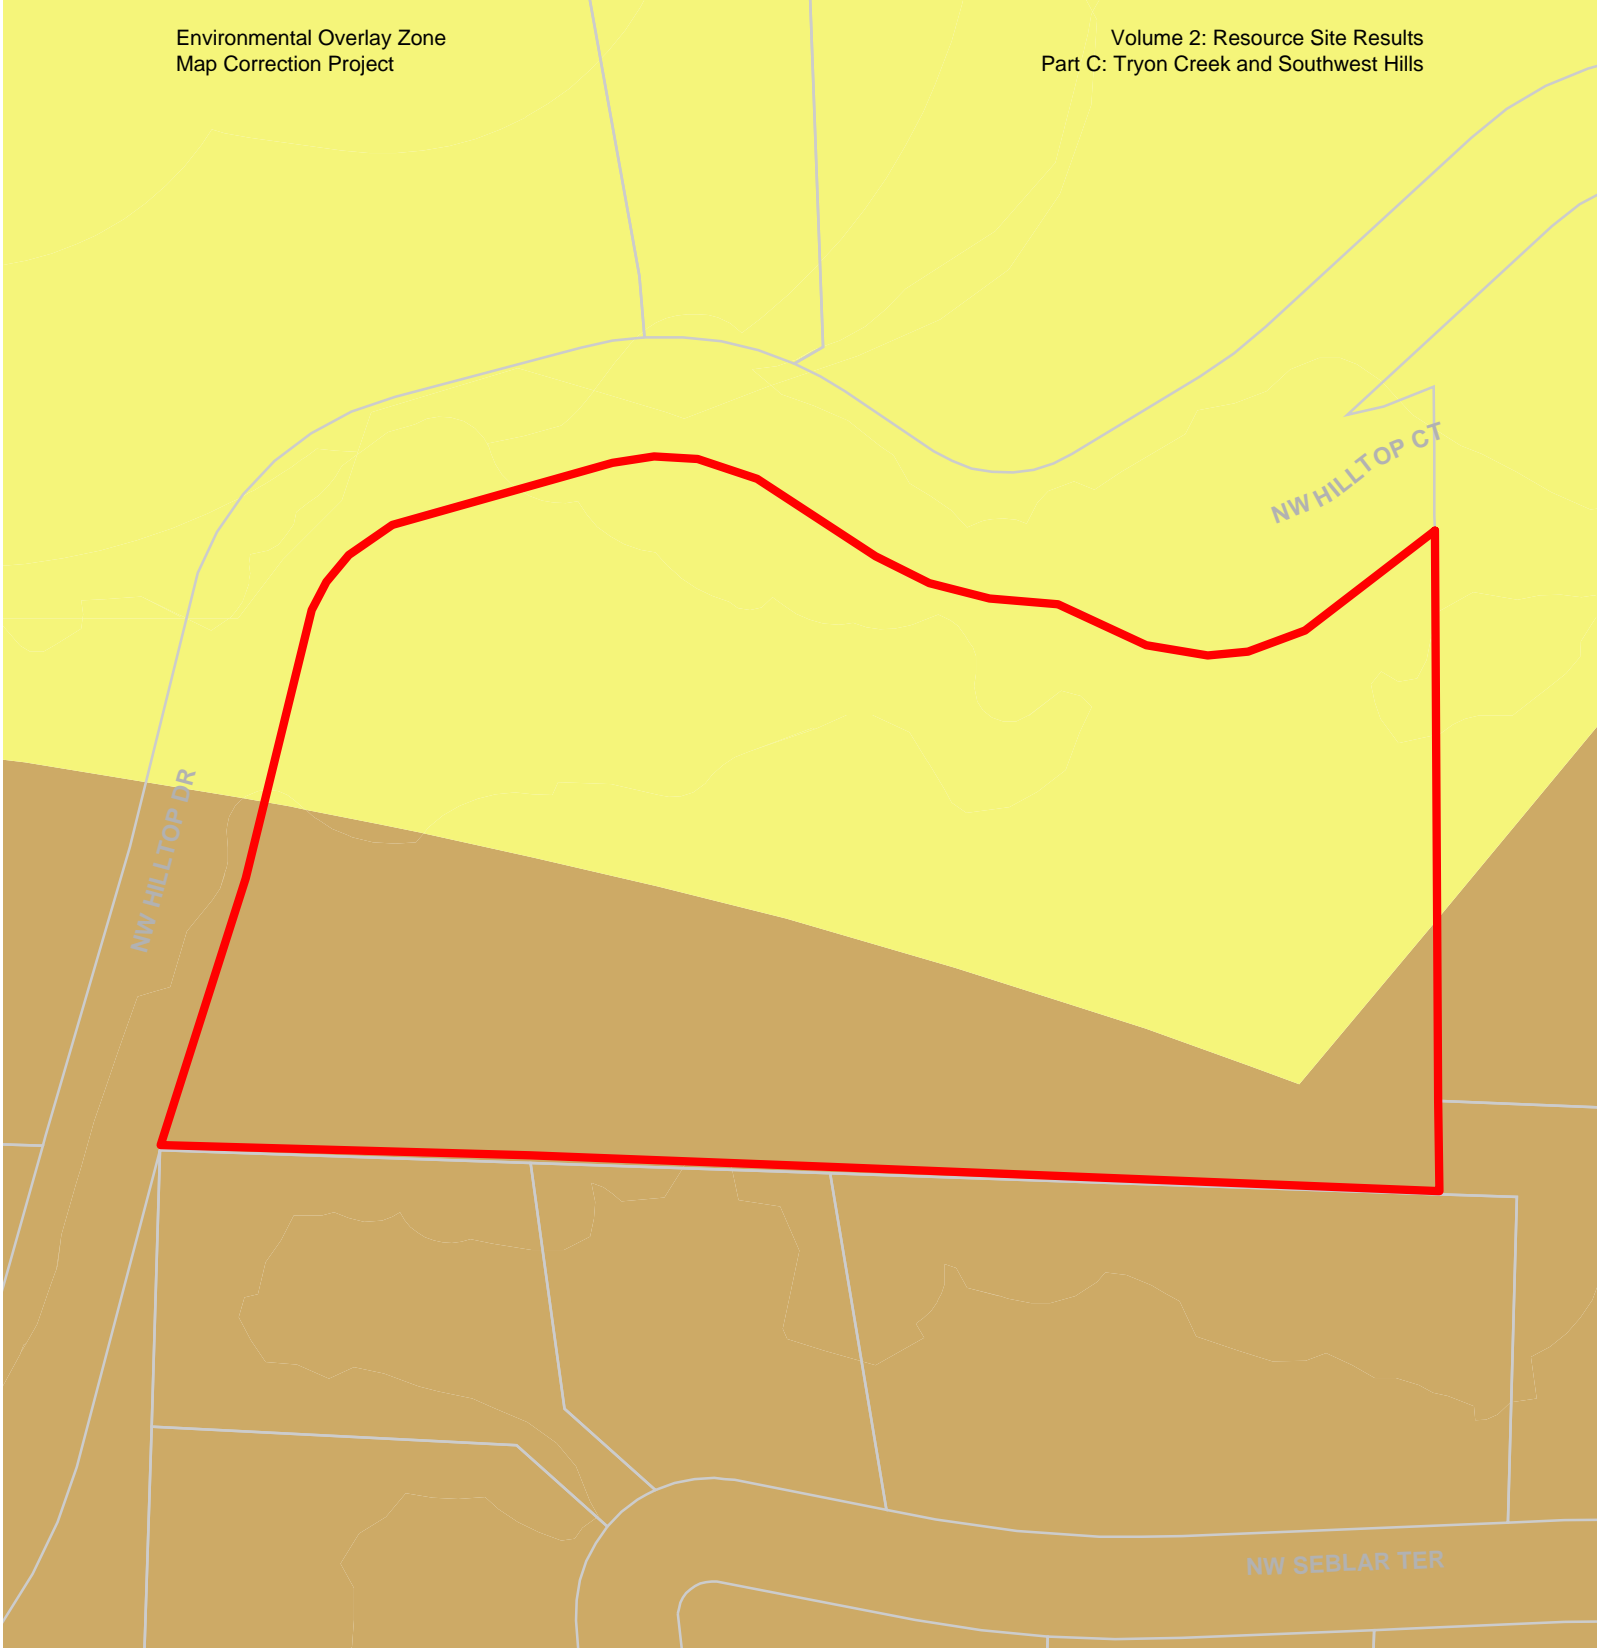 Environmental Overlay Zone
Map Correction Project
Volume 2: Resource Site Results
Part C: Tryon Creek and Southwest Hills
NW HILLTOP CT
NW HILLTOP DR
NW SEBLAR TER